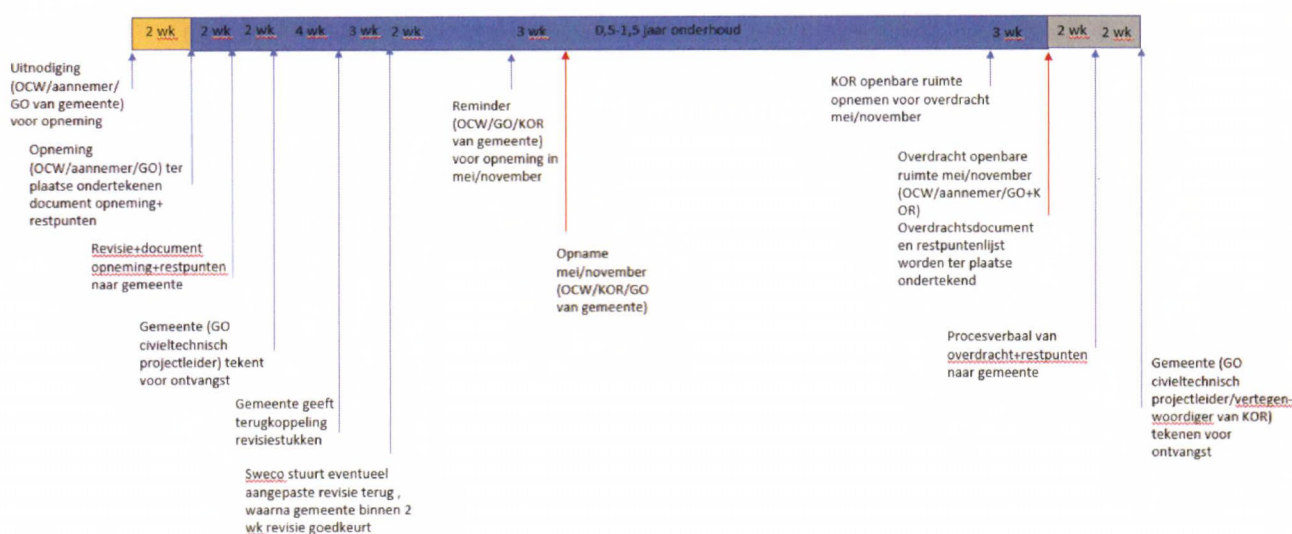 2 wk 2 wk 2 wk 4 wk 3 wk 2 wk 3 wk 0,5-1,5 jaar onderhoud 3 wk 2 wk 2 wk
Uitnodiging
(OCW/aannemer/
GO van gemeente)
voor opneming
Opneming
(OCW/aannemer/GO) ter
plaatse ondertekenen
document opneming+
restpunten
Revisie+document
opneming+restpunten
naar gemeente
Gemeente (GO
civieltechnisch
projectleider) tekent
voor ontvangst
Gemeente geeft
terugkoppeling
revisiestukken
Sweco stuurt eventueel
aangepaste revisie terug ,
waarna gemeente binnen 2
wk revisie goedkeurt
Reminder
(OCW/GO/KOR
van gemeente)
voor opneming in
mei/november
Opname
mei/november
(OCW/KOR/GO
van gemeente)
KOR openbare ruimte
opnemen voor overdracht
mei/november
Overdracht openbare
ruimte mei/november
(OCW/aannemer/GO+K
OR)
Overdrachtsdocument
en restpuntenlijst
worden ter plaatse
ondertekend
Procesverbaal van
overdracht+restpunten
naar gemeente
Gemeente (GO
civieltechnisch
projectleider/vertegen-
woordiger van KOR)
tekenen voor
ontvangst